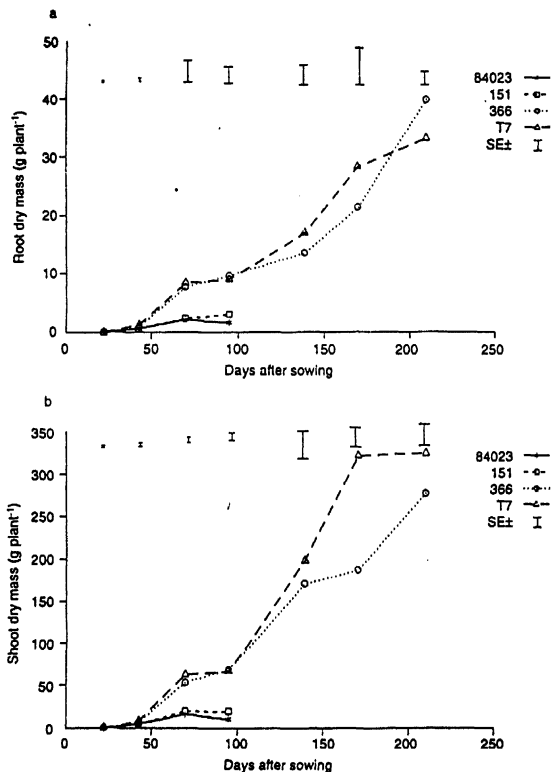 a
50
40
30
20
10
0
Root dry mass (g plant⁻¹)
0 50 100 150 200 250
Days after sowing
84023
151
366
T7
SE±
b
350
300
250
200
150
100
50
0
Shoot dry mass (g plant⁻¹)
0 50 100 150 200 250
Days after sowing
84023
151
366
T7
SE±